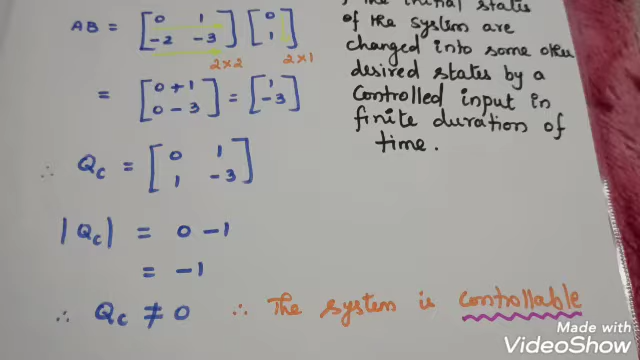 AB = [0 1 -2 -3] [0 1]
2×2 2×1
= [0+1 0-3] = [1 -3]
∴ Qc = [0 1 1 -3]
|Qc| = 0-1
= -1
∴ Qc ≠ 0 ∴ The system is controllable
the initial states
of the system are
changed into some other
desired states by a
controlled input in
finite duration of
time.
Made with
VideoShow